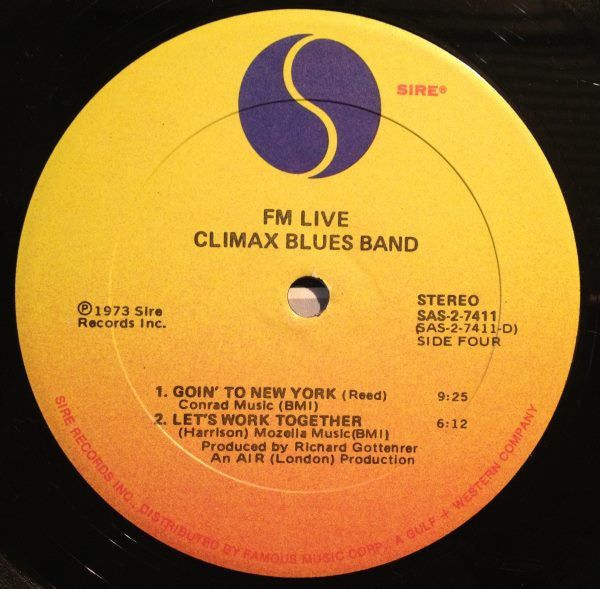 SIRE®
FM LIVE
CLIMAX BLUES BAND
℗ 1973 Sire
Records Inc.
STEREO
SAS-2-7411
(SAS-2-7411-D)
SIDE FOUR
1. GOIN' TO NEW YORK (Reed) 9:25
Conrad Music (BMI)
2. LET'S WORK TOGETHER 6:12
(Harrison) Mozella Music(BMI)
Produced by Richard Gottehrer
An AIR (London) Production
SIRE RECORDS INC., DISTRIBUTED BY FAMOUS MUSIC CORP. A GULF + WESTERN COMPANY